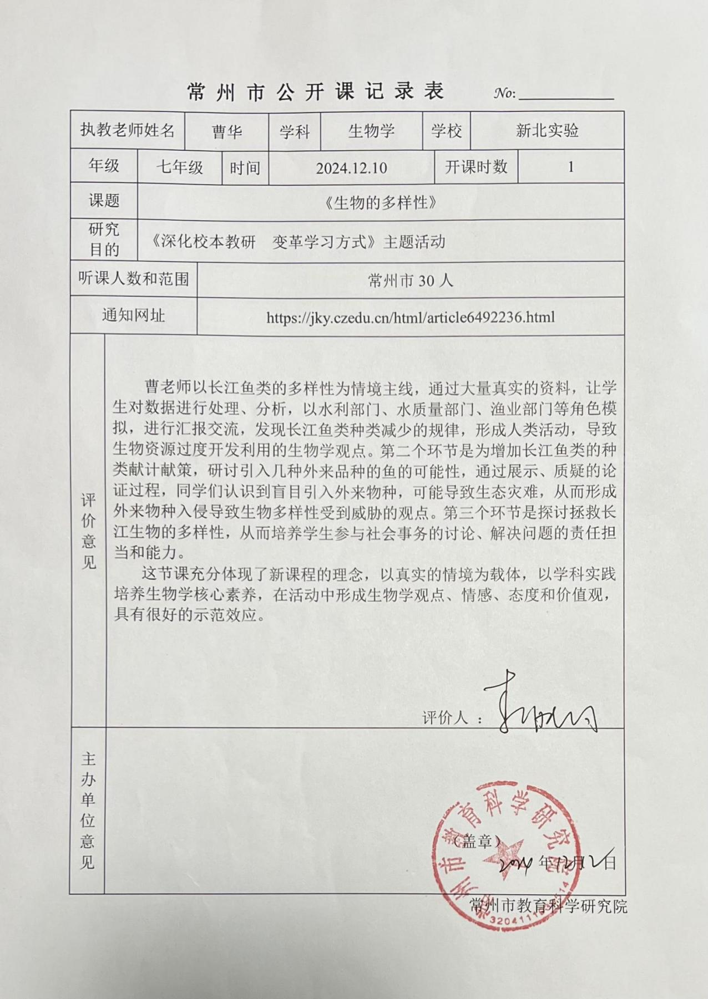 常州市公开课记录表 No:
执教老师姓名 曹华 学科 生物学 学校 新北实验
年级 七年级 时间 2024.12.10 开课时数 1
课题 《生物的多样性》
研究目的 《深化校本教研 变革学习方式》主题活动
听课人数和范围 常州市 30 人
通知网址 https://jky.czedu.cn/html/article6492236.html
评价意见
曹老师以长江鱼类的多样性为情境主线，通过大量真实的资料，让学
生对数据进行处理、分析，以水利部门、水质量部门、渔业部门等角色模
拟，进行汇报交流，发现长江鱼类种类减少的规律，形成人类活动，导致
生物资源过度开发利用的生物学观点。第二个环节是为增加长江鱼类的种
类献计献策，研讨引入几种外来品种的鱼的可能性，通过展示、质疑的论
证过程，同学们认识到盲目引入外来物种，可能导致生态灾难，从而形成
外来物种入侵导致生物多样性受到威胁的观点。第三个环节是探讨拯救长
江生物的多样性，从而培养学生参与社会事务的讨论、解决问题的责任担
当和能力。
这节课充分体现了新课程的理念，以真实的情境为载体，以学科实践
培养生物学核心素养，在活动中形成生物学观点、情感、态度和价值观，
具有很好的示范效应。
评价人：
主办单位意见
常州市教育科学研究院
（盖章）
2024 年 12 月 日
常州市教育科学研究院